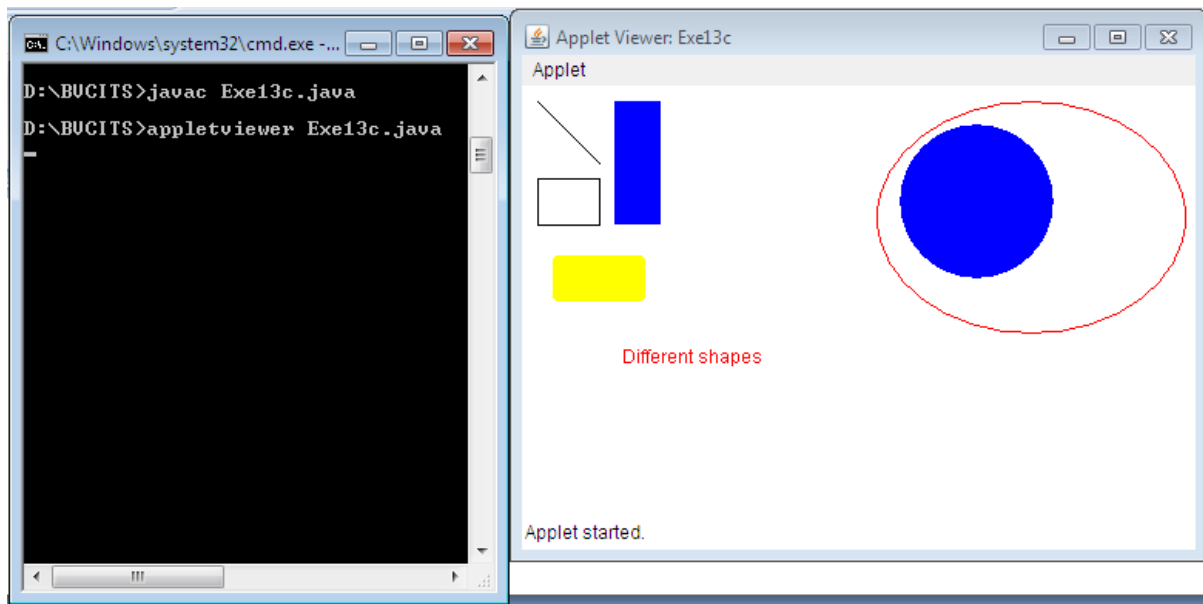 C:\Windows\system32\cmd.exe -...
D:\BVCITS>javac Exe13c.java
D:\BVCITS>appletviewer Exe13c.java
Applet Viewer: Exe13c
Applet
Different shapes
Applet started.